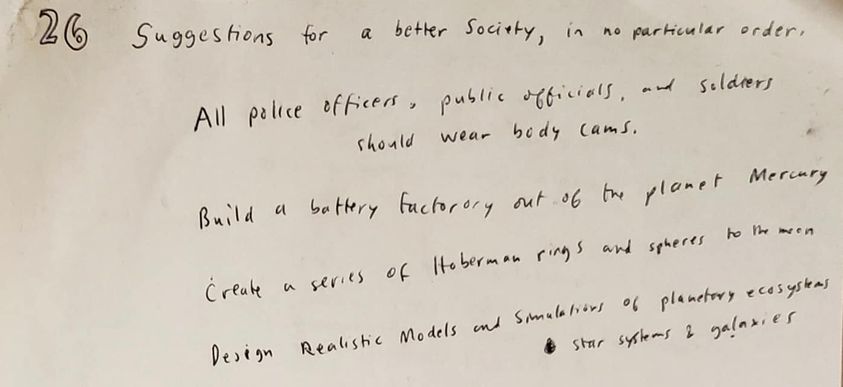 26 Suggestions for a better Society, in no particular order.
All police officers, public officials, and soldiers
should wear body cams.
Build a battery factorory out of the planet Mercury
Create a series of Hoberman rings and spheres to the moon
Design Realistic Models and Simulations of planetary ecosystems
star systems & galaxies